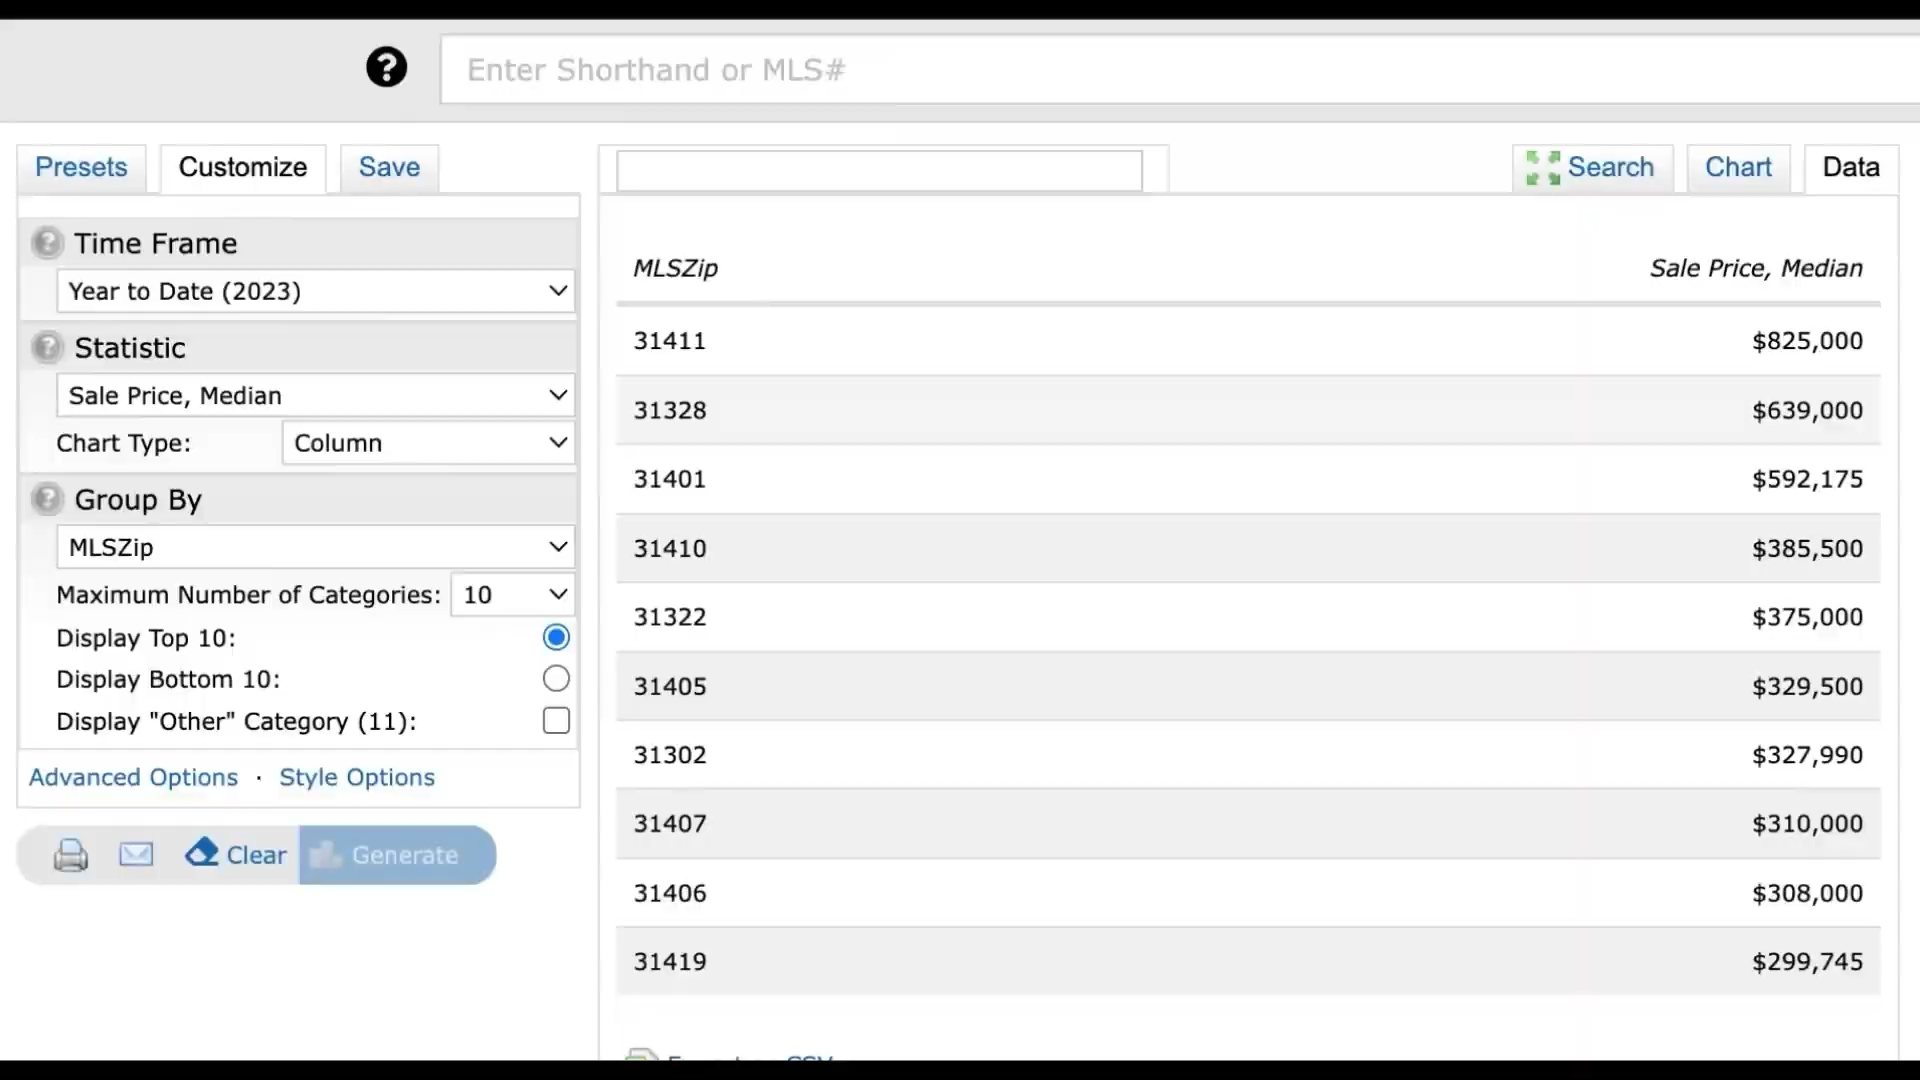 Enter Shorthand or MLS#
Presets
Customize
Save
Search
Chart
Data
Time Frame
Year to Date (2023)
Statistic
Sale Price, Median
Chart Type: Column
Group By
MLSZip
Maximum Number of Categories: 10
Display Top 10:
Display Bottom 10:
Display "Other" Category (11):
Advanced Options · Style Options
Clear
Generate
MLSZip Sale Price, Median
31411 $825,000
31328 $639,000
31401 $592,175
31410 $385,500
31322 $375,000
31405 $329,500
31302 $327,990
31407 $310,000
31406 $308,000
31419 $299,745
CSV